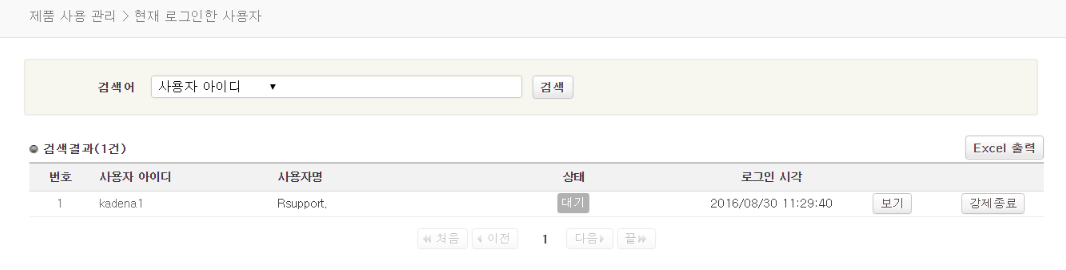 제품 사용 관리 > 현재 로그인한 사용자
검색어 사용자 아이디 ▼ 검색
검색결과(1건) Excel 출력
번호 사용자 아이디 사용자명 상태 로그인 시각
1 kadena1 Rsupport, 대기 2016/08/30 11:29:40 보기 강제종료
처음 이전 1 다음 끝